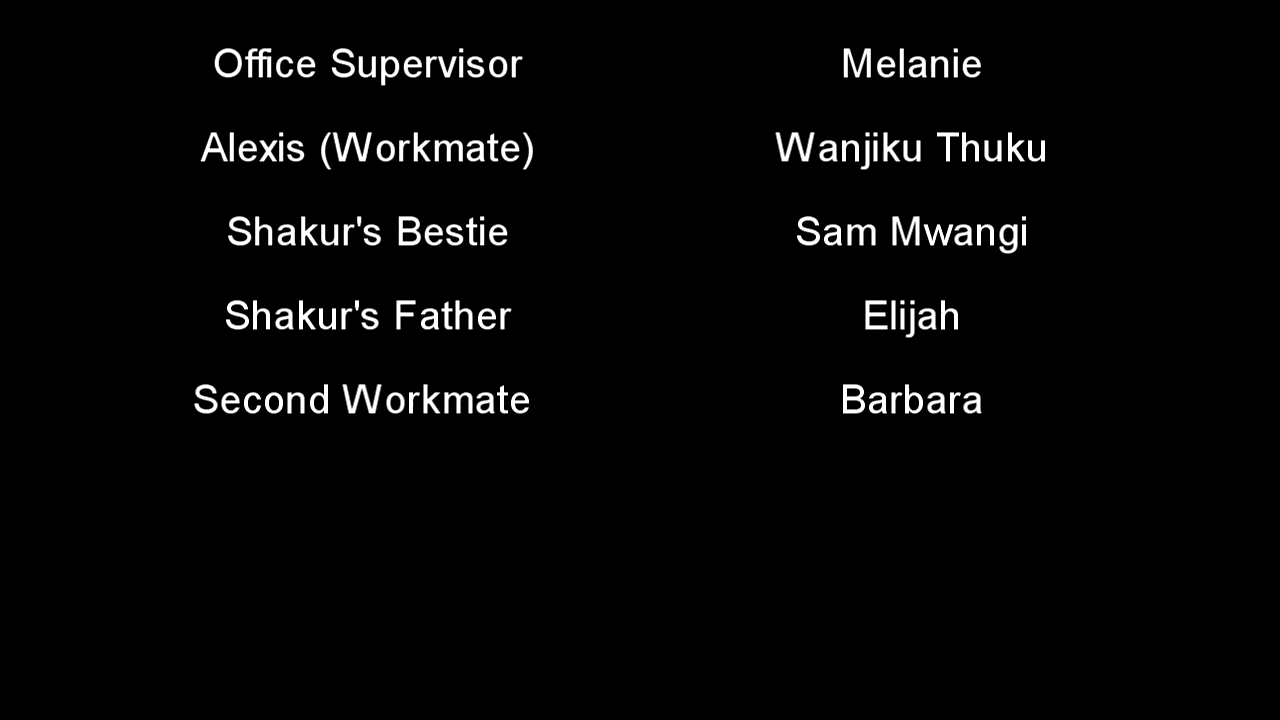 Office Supervisor Melanie
Alexis (Workmate) Wanjiku Thuku
Shakur's Bestie Sam Mwangi
Shakur's Father Elijah
Second Workmate Barbara